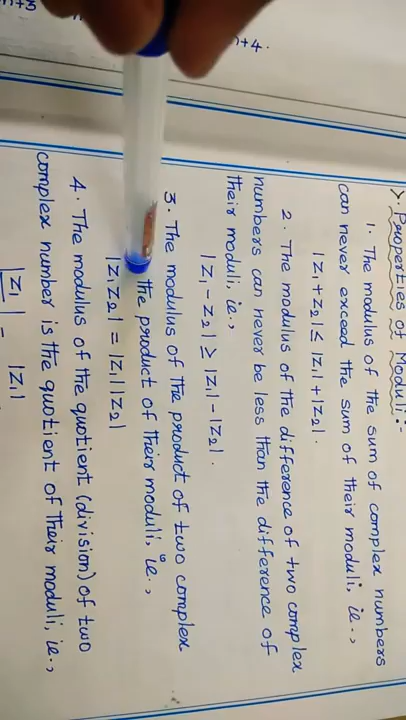 n+4.
Properties of Moduli:-
1. The modulus of the sum of complex numbers
can never exceed the sum of their moduli, ie.,
|z1+z2| ≤ |z1|+|z2|.
2. The modulus of the difference of two complex
numbers can never be less than the difference of
their moduli, ie.,
|z1-z2| ≥ |z1|-|z2|.
3. The modulus of the product of two complex
the product of their moduli, ie.,
|z1z2| = |z1||z2|
4. The modulus of the quotient (division) of two
complex number is the quotient of their moduli, ie.,
|z1| = |z1|